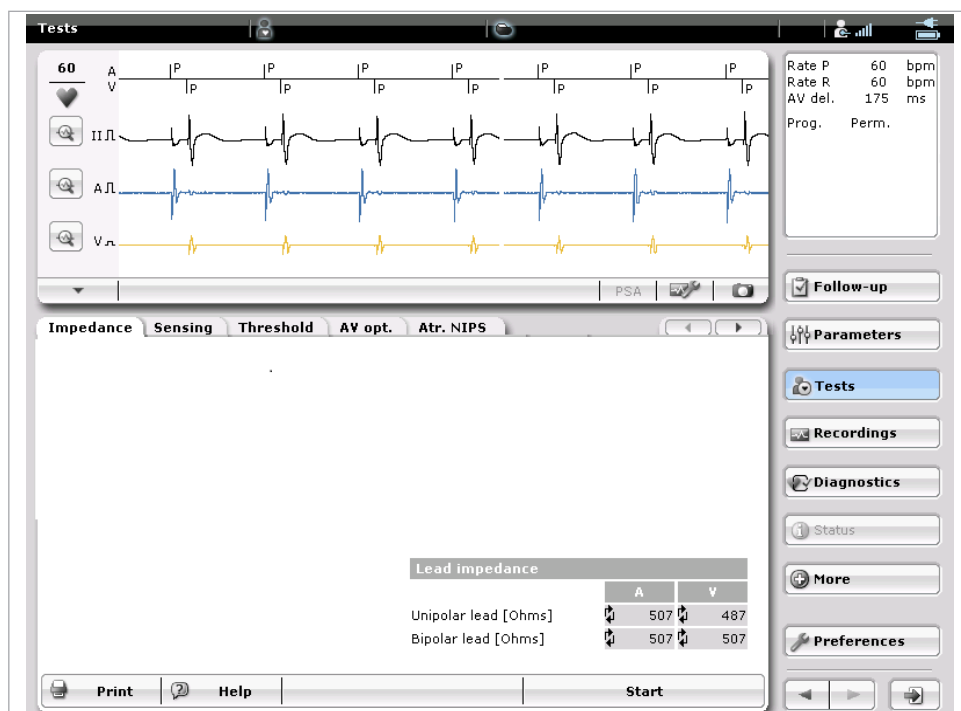 Tests
60 A |P |P |P |P |P |P |P
V |P |P |P |P |P |P |P
II
A
V
PSA
Rate P 60 bpm
Rate R 60 bpm
AV del. 175 ms
Prog. Perm.
Follow-up
Parameters
Tests
Recordings
Diagnostics
Status
More
Preferences
Impedance Sensing Threshold AV opt. Atr. NIPS
Lead impedance
A V
Unipolar lead [Ohms] 507 487
Bipolar lead [Ohms] 507 507
Print Help Start